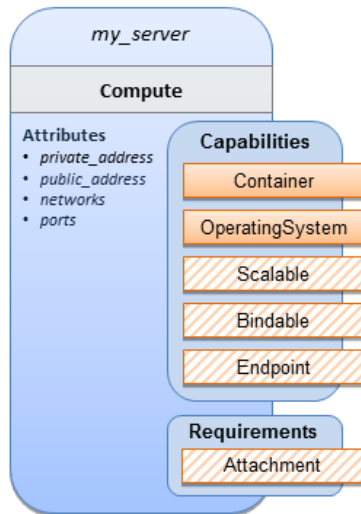 my_server
Compute
Attributes
• private_address
• public_address
• networks
• ports
Capabilities
Container
OperatingSystem
Scalable
Bindable
Endpoint
Requirements
Attachment